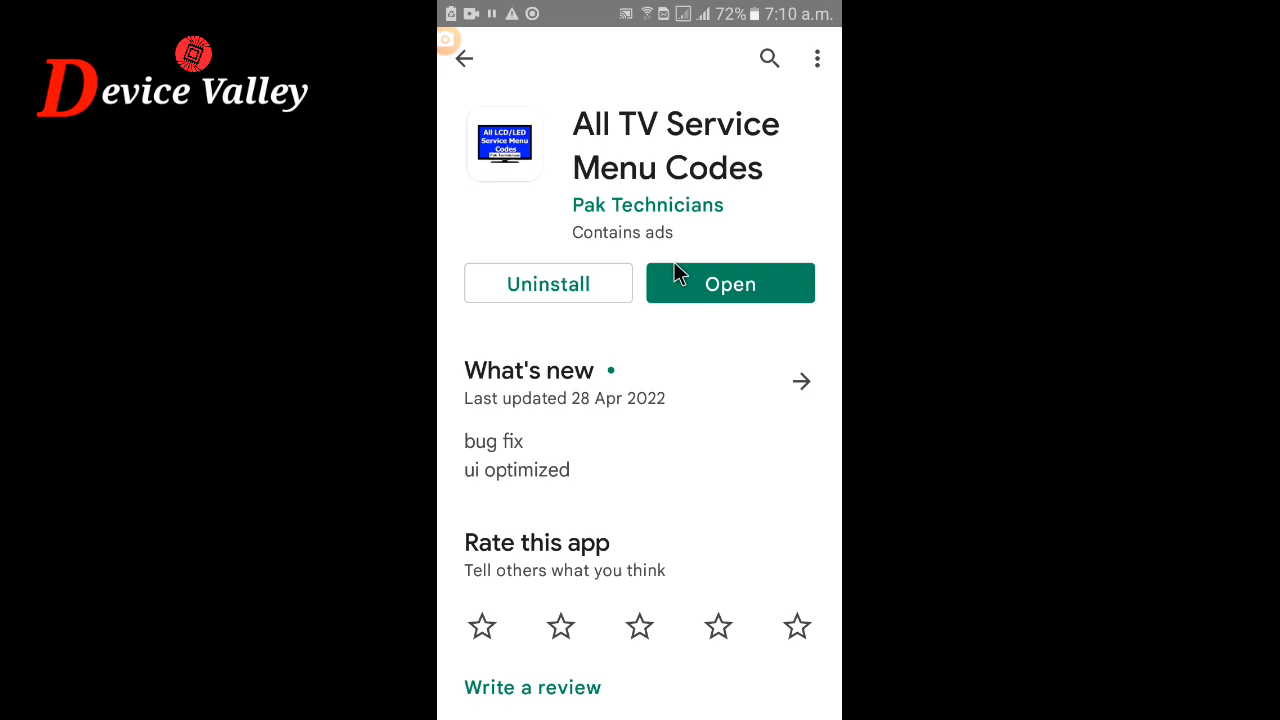 72% 7:10 a.m.
Device Valley
All TV Service
Menu Codes
All LCD/LED
Service Menu
Codes
Pak Technicians
Pak Technicians
Contains ads
Uninstall
Open
What's new •
Last updated 28 Apr 2022
bug fix
ui optimized
Rate this app
Tell others what you think
Write a review